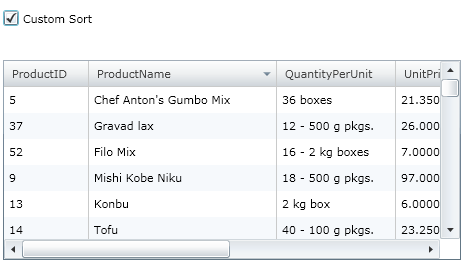 Custom Sort
ProductID ProductName QuantityPerUnit UnitPri
5 Chef Anton's Gumbo Mix 36 boxes 21.350
37 Gravad lax 12 - 500 g pkgs. 26.000
52 Filo Mix 16 - 2 kg boxes 7.0000
9 Mishi Kobe Niku 18 - 500 g pkgs. 97.000
13 Konbu 2 kg box 6.0000
14 Tofu 40 - 100 g pkgs. 23.250